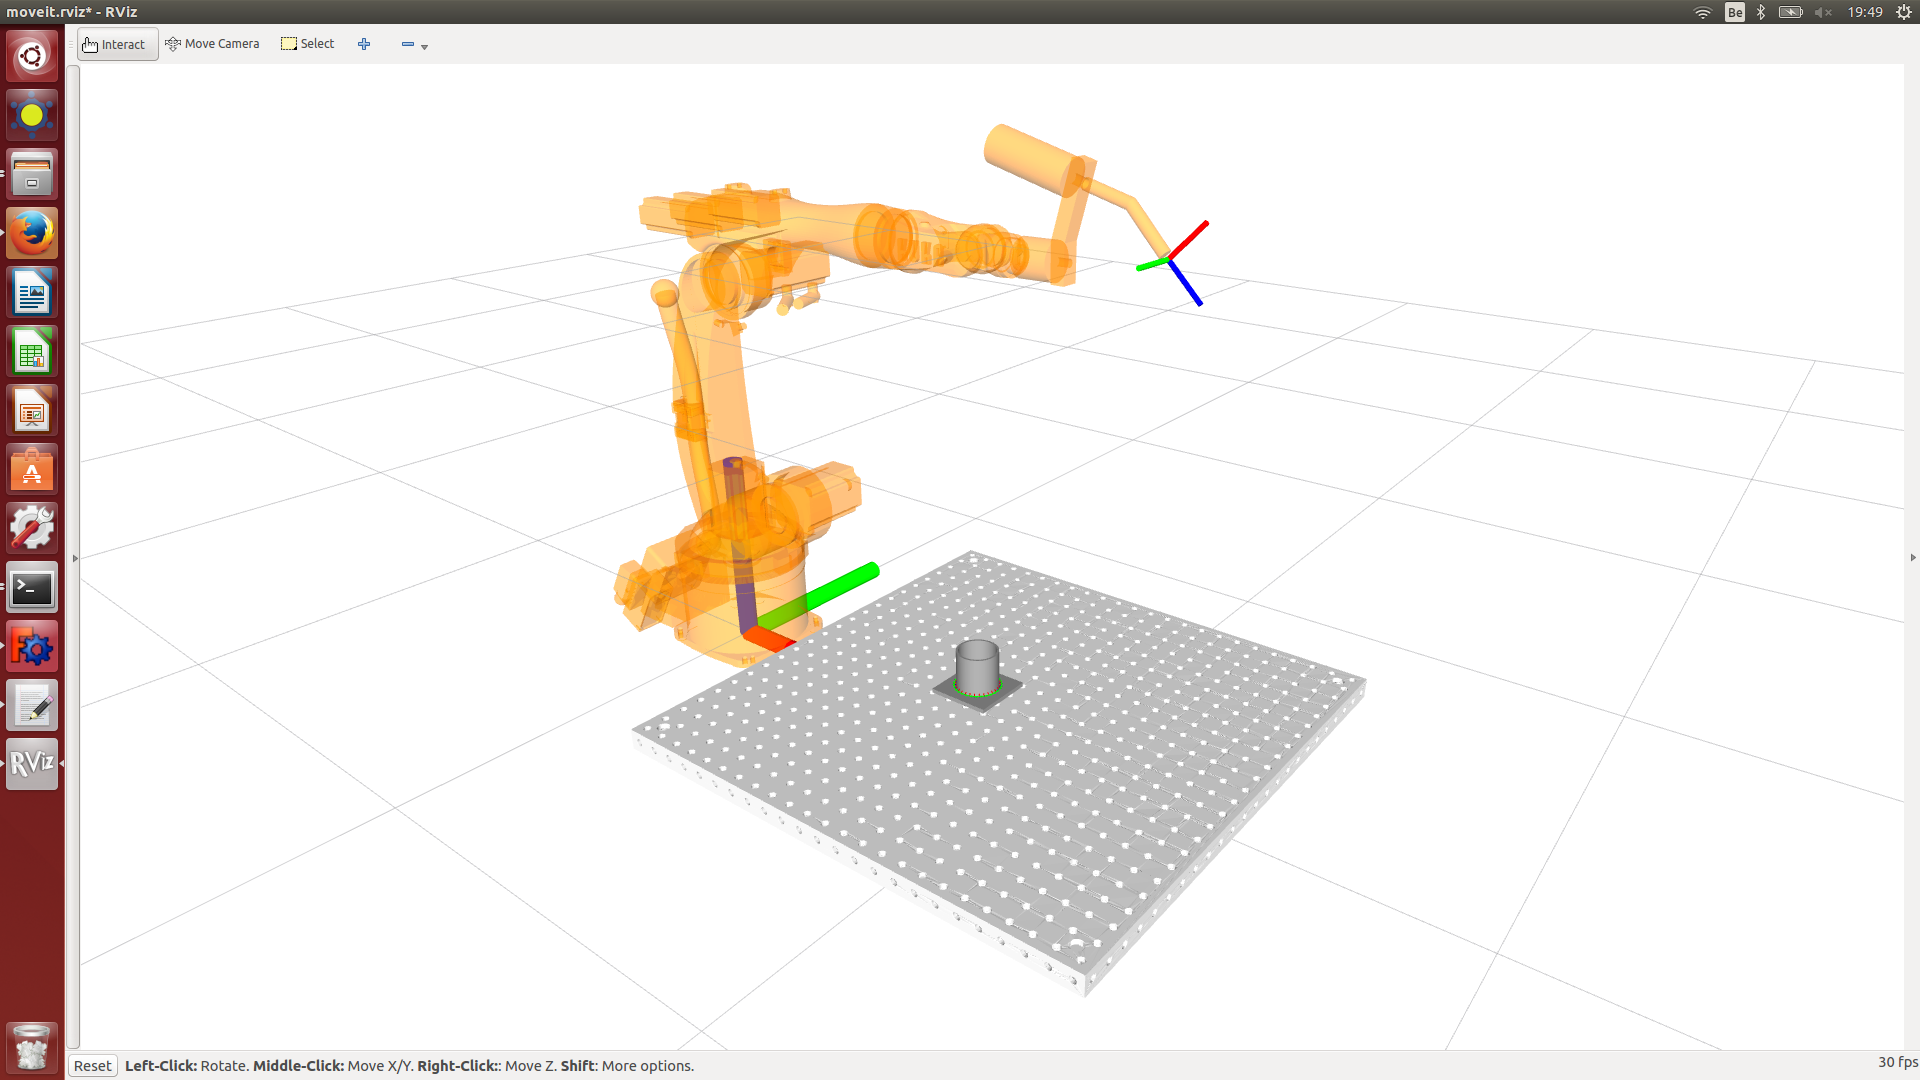 moveit.rviz* - RViz
Be
19:49
Interact
Move Camera
Select
RViz
Reset
Left-Click: Rotate. Middle-Click: Move X/Y. Right-Click:: Move Z. Shift: More options.
30 fps